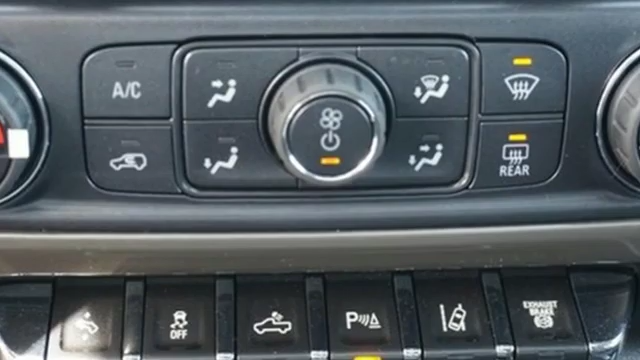 A/C
REAR
OFF
P
EXHAUST
BRAKE